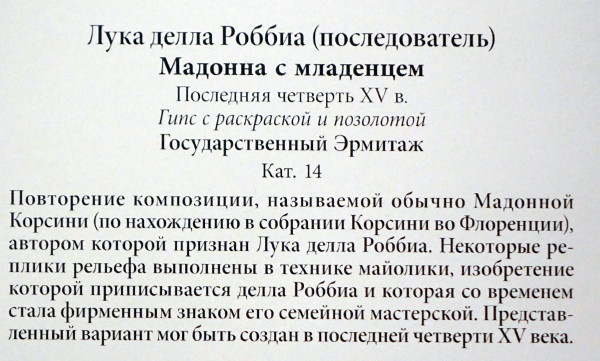 Лука делла Роббиа (последователь)
Мадонна с младенцем
Последняя четверть XV в.
Гипс с раскраской и позолотой
Государственный Эрмитаж
Кат. 14
Повторение композиции, называемой обычно Мадонной
Корсини (по нахождению в собрании Корсини во Флоренции),
автором которой признан Лука делла Роббиа. Некоторые ре-
плики рельефа выполнены в технике майолики, изобретение
которой приписывается делла Роббиа и которая со временем
стала фирменным знаком его семейной мастерской. Представ-
ленный вариант мог быть создан в последней четверти XV века.